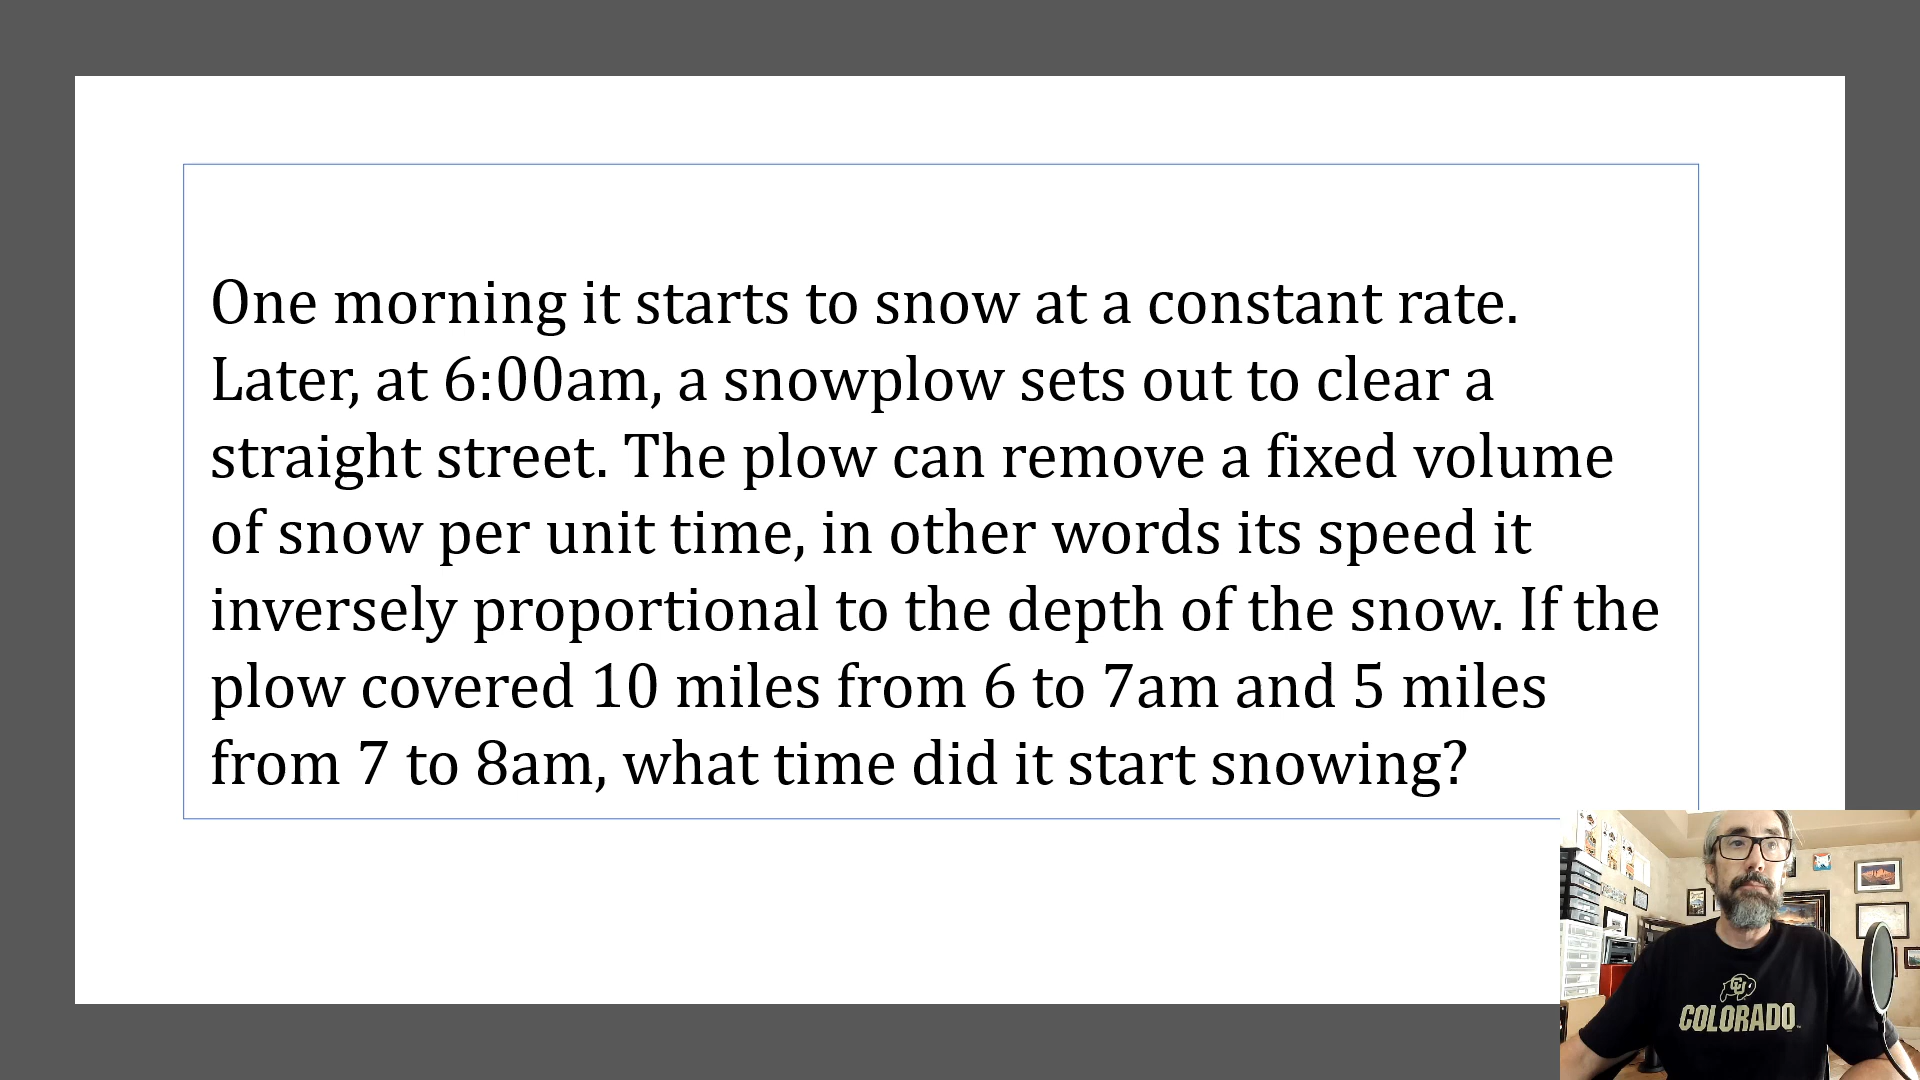 One morning it starts to snow at a constant rate.
Later, at 6:00am, a snowplow sets out to clear a
straight street. The plow can remove a fixed volume
of snow per unit time, in other words its speed it
inversely proportional to the depth of the snow. If the
plow covered 10 miles from 6 to 7am and 5 miles
from 7 to 8am, what time did it start snowing?
CU
COLORADO